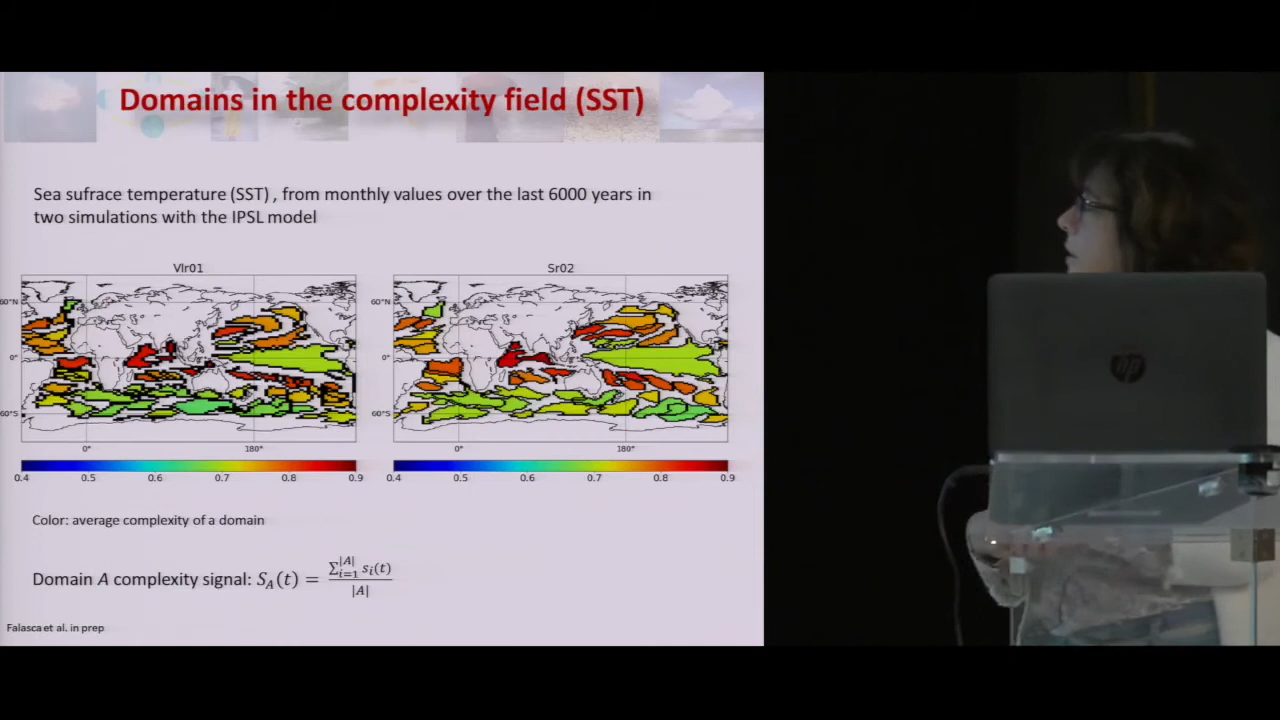 Domains in the complexity field (SST)
Sea sufrace temperature (SST) , from monthly values over the last 6000 years in
two simulations with the IPSL model
Vlr01
Sr02
60°N
0°
60°S
0°
180°
60°N
0°
60°S
0°
180°
0.4 0.5 0.6 0.7 0.8 0.9
0.4 0.5 0.6 0.7 0.8 0.9
Color: average complexity of a domain
Domain A complexity signal: S_A(t) = \frac{\sum_{i=1}^{|A|} s_i(t)}{|A|}
Falasca et al. in prep
hp